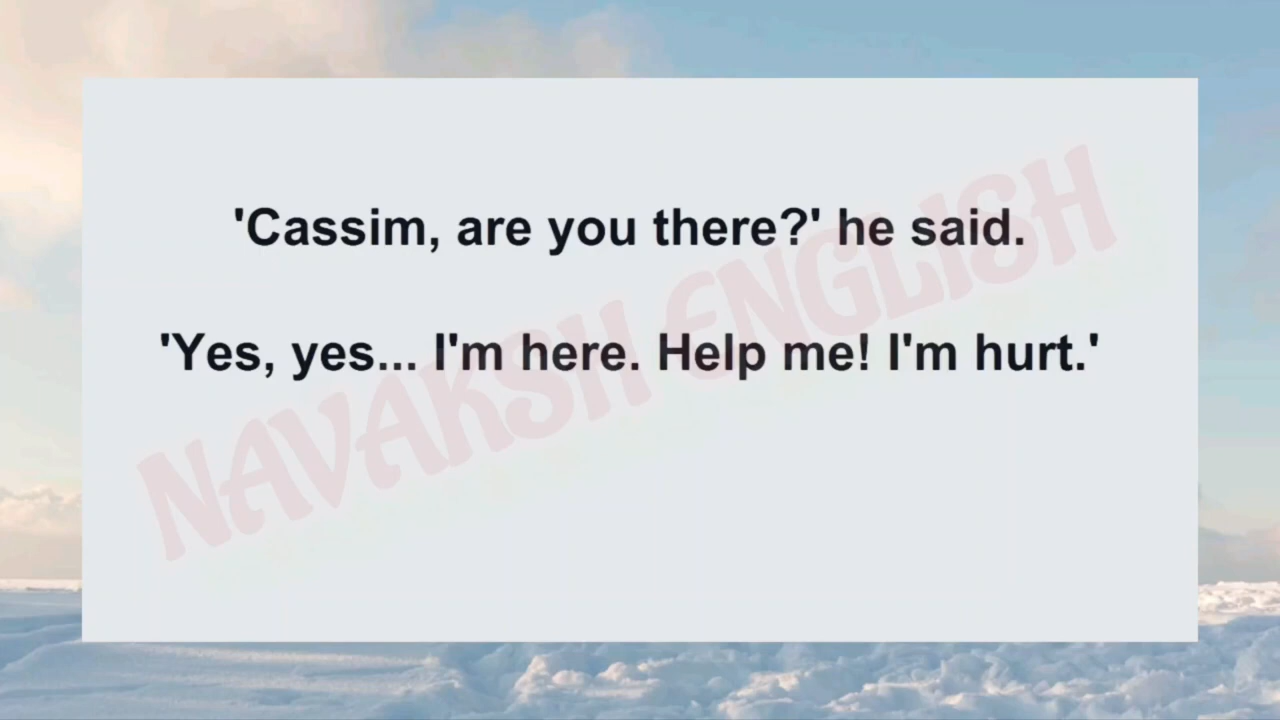 'Cassim, are you there?' he said.
'Yes, yes... I'm here. Help me! I'm hurt.'
NAVAKSH ENGLISH